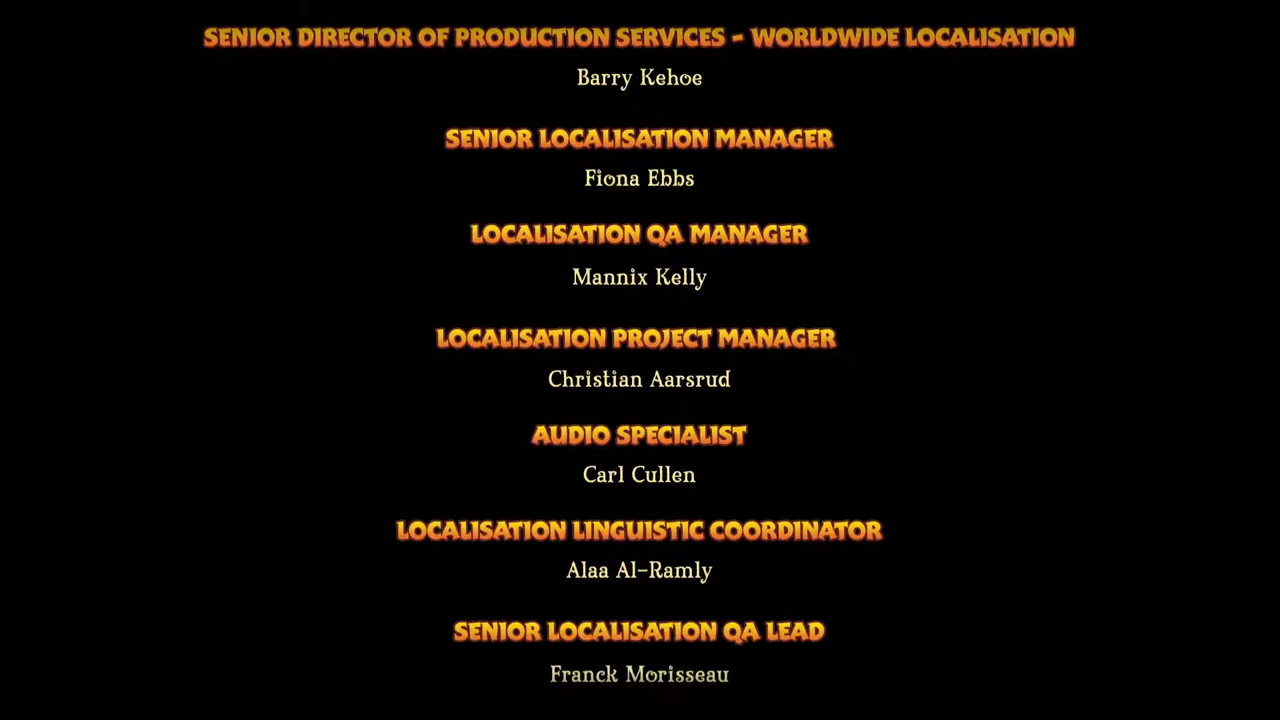 SENIOR DIRECTOR OF PRODUCTION SERVICES - WORLDWIDE LOCALISATION
Barry Kehoe
SENIOR LOCALISATION MANAGER
Fiona Ebbs
LOCALISATION QA MANAGER
Mannix Kelly
LOCALISATION PROJECT MANAGER
Christian Aarsrud
AUDIO SPECIALIST
Carl Cullen
LOCALISATION LINGUISTIC COORDINATOR
Alaa Al-Ramly
SENIOR LOCALISATION QA LEAD
Franck Morisseau